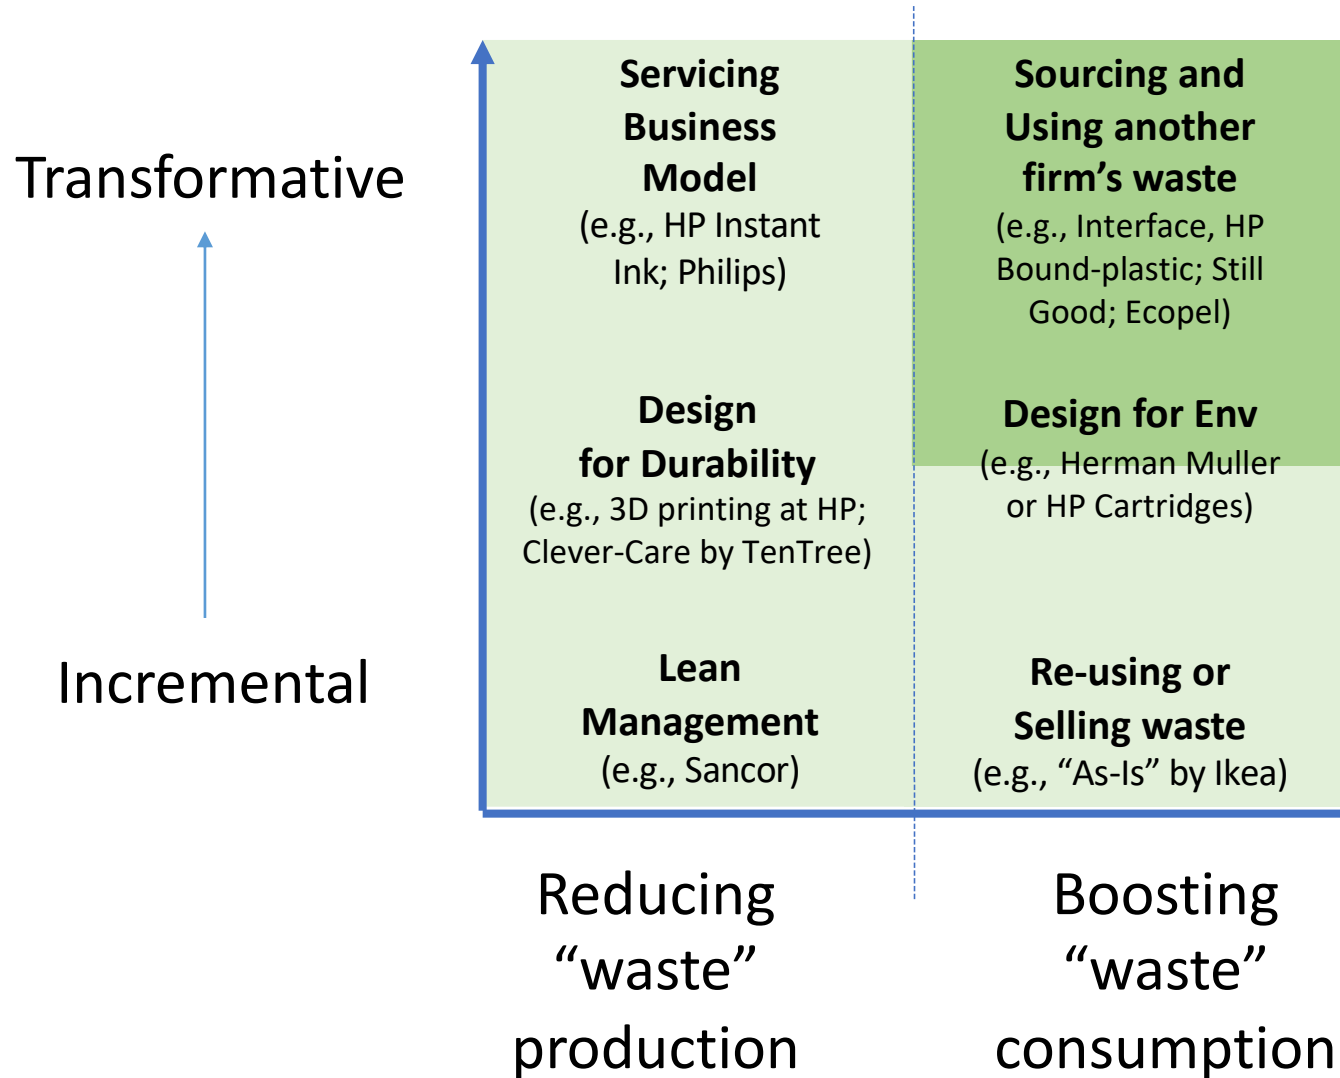 Transformative
Incremental
Servicing
Business
Model
(e.g., HP Instant
Ink; Philips)
Sourcing and
Using another
firm’s waste
(e.g., Interface, HP
Bound-plastic; Still
Good; Ecopel)
Design
for Durability
(e.g., 3D printing at HP;
Clever-Care by TenTree)
Design for Env
(e.g., Herman Muller
or HP Cartridges)
Lean
Management
(e.g., Sancor)
Re-using or
Selling waste
(e.g., “As-Is” by Ikea)
Reducing
“waste”
production
Boosting
“waste”
consumption